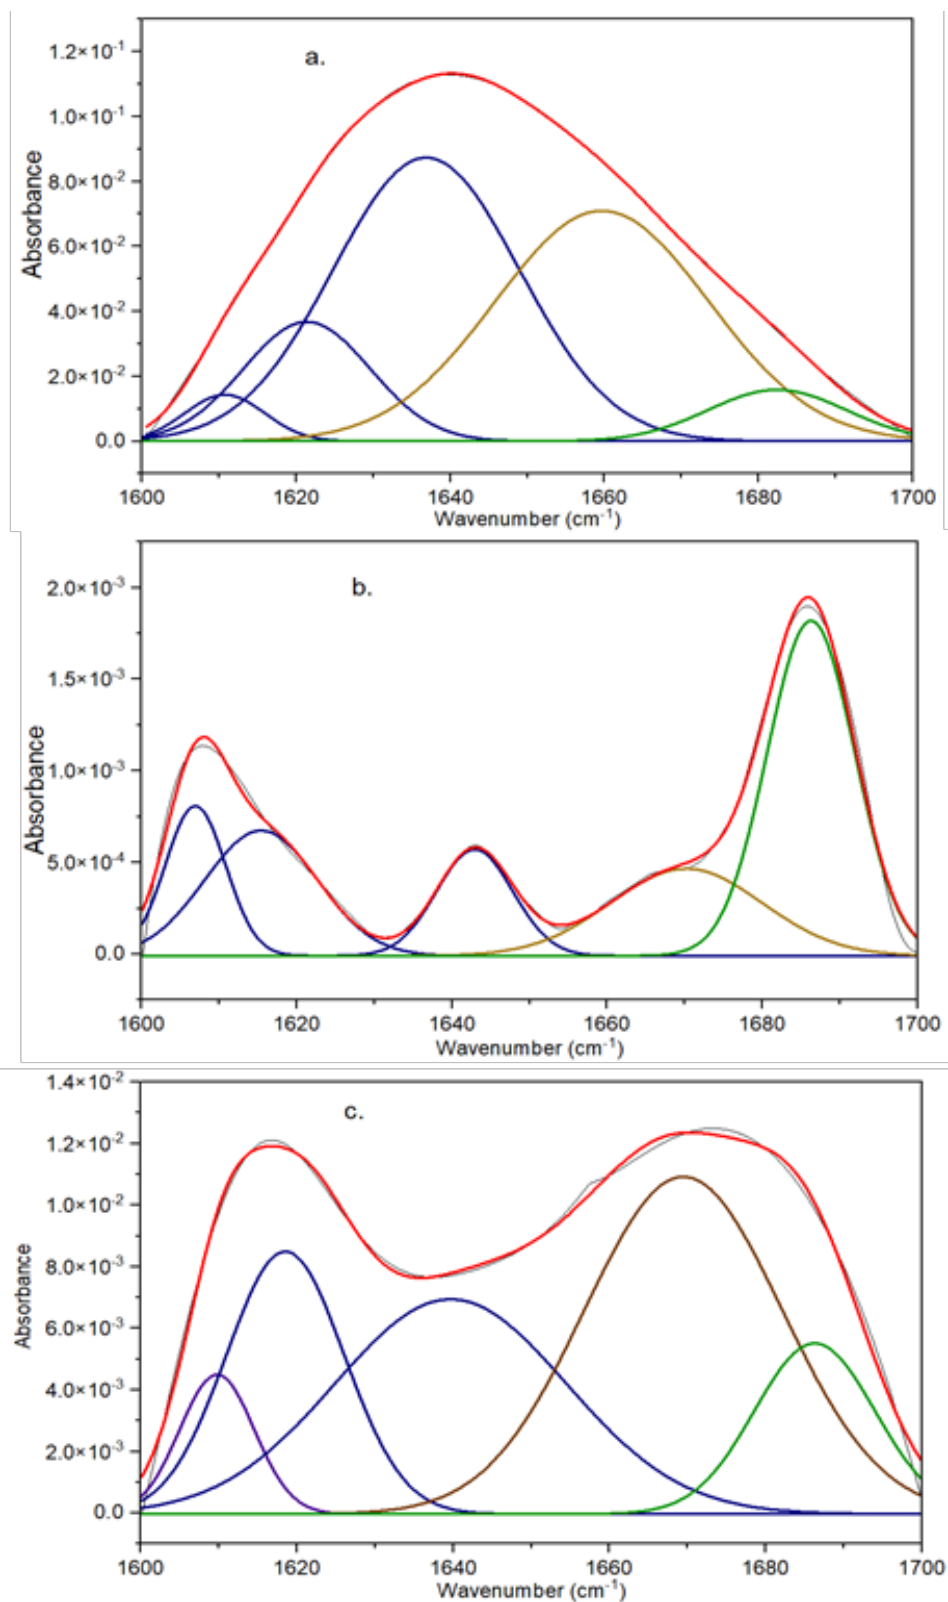 a.
1.2×10⁻¹
1.0×10⁻¹
8.0×10⁻²
6.0×10⁻²
4.0×10⁻²
2.0×10⁻²
0.0
Absorbance
1600 1620 1640 1660 1680 1700
Wavenumber (cm⁻¹)
b.
2.0×10⁻³
1.5×10⁻³
1.0×10⁻³
5.0×10⁻⁴
0.0
Absorbance
1600 1620 1640 1660 1680 1700
Wavenumber (cm⁻¹)
c.
1.4×10⁻²
1.2×10⁻²
1.0×10⁻²
8.0×10⁻³
6.0×10⁻³
4.0×10⁻³
2.0×10⁻³
0.0
Absorbance
1600 1620 1640 1660 1680 1700
Wavenumber (cm⁻¹)